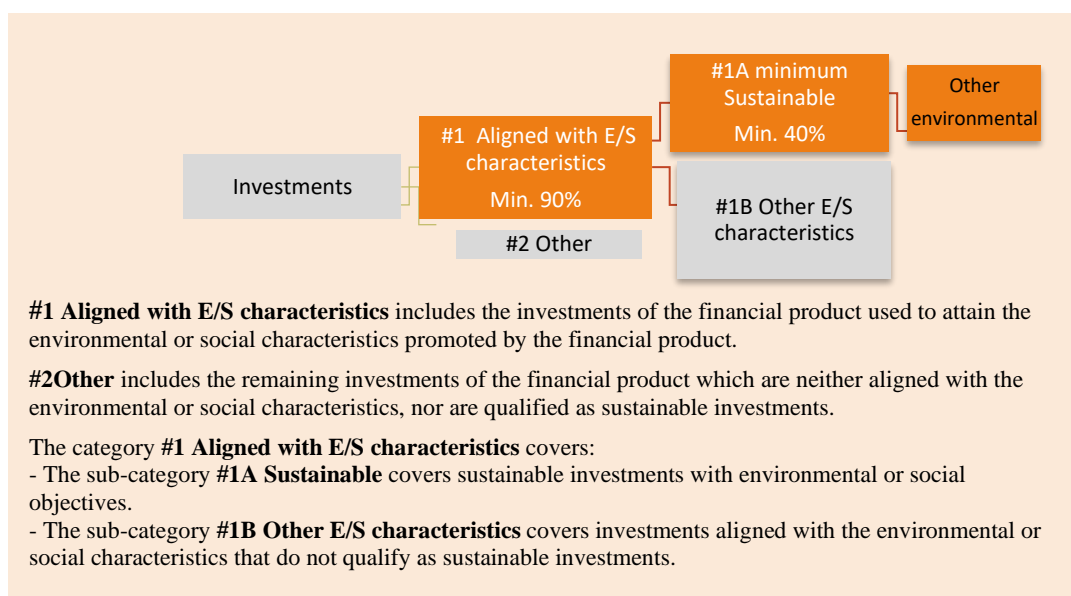 #1A minimum
Sustainable
Min. 40%
Other
environmental
#1 Aligned with E/S
characteristics
Min. 90%
Investments
#1B Other E/S
characteristics
#2 Other
#1 Aligned with E/S characteristics includes the investments of the financial product used to attain the
environmental or social characteristics promoted by the financial product.
#2Other includes the remaining investments of the financial product which are neither aligned with the
environmental or social characteristics, nor are qualified as sustainable investments.
The category #1 Aligned with E/S characteristics covers:
- The sub-category #1A Sustainable covers sustainable investments with environmental or social
objectives.
- The sub-category #1B Other E/S characteristics covers investments aligned with the environmental or
social characteristics that do not qualify as sustainable investments.